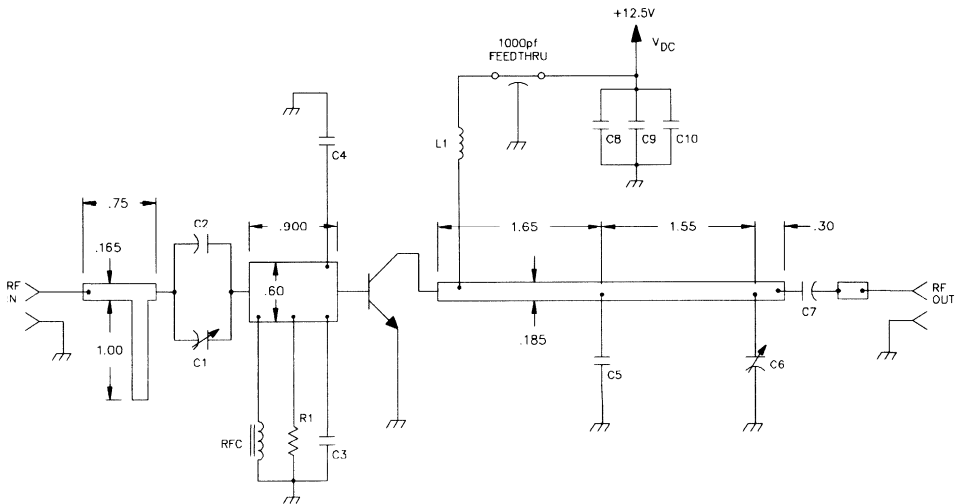 +12.5V
1000pf
FEEDTHRU
VDC
C4
L1
C8
C9
C10
.75
C2
.900
1.65
1.55
.30
.165
RF
IN
.60
RF
OUT
C7
1.00
C1
.185
C5
C6
RFC
R1
C3